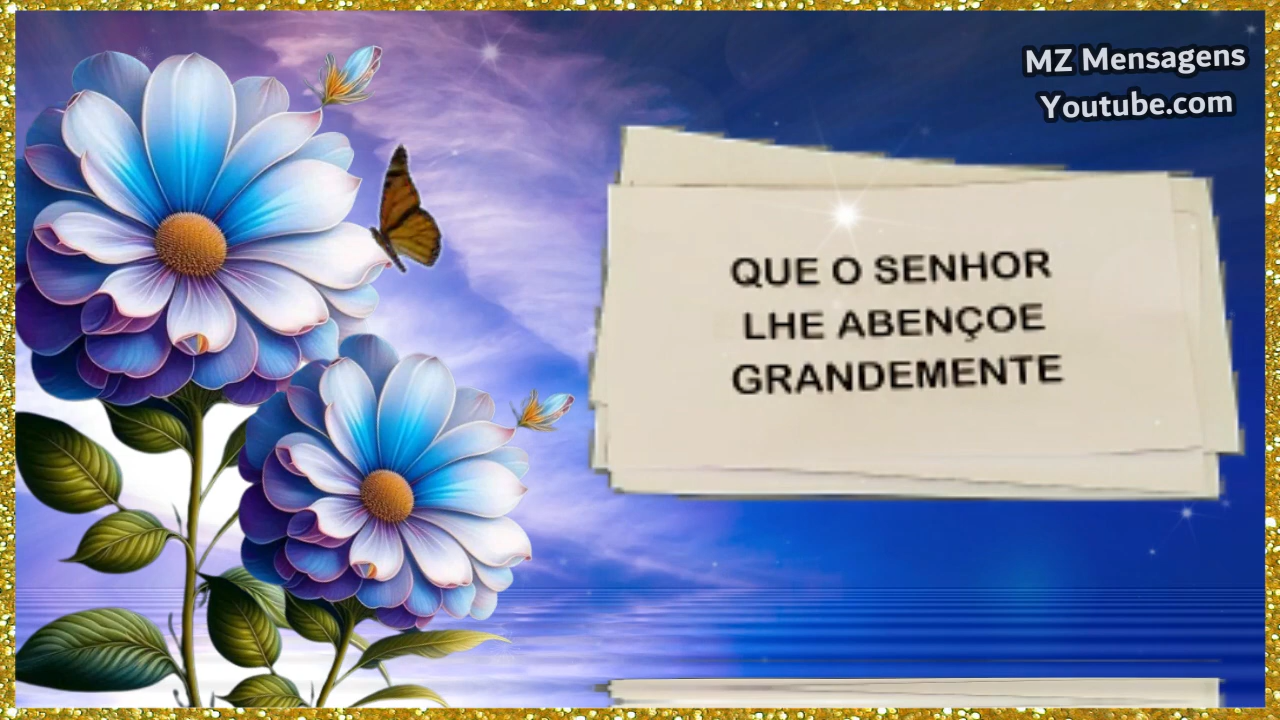 MZ Mensagens
Youtube.com
QUE O SENHOR
LHE ABENÇOE
GRANDEMENTE